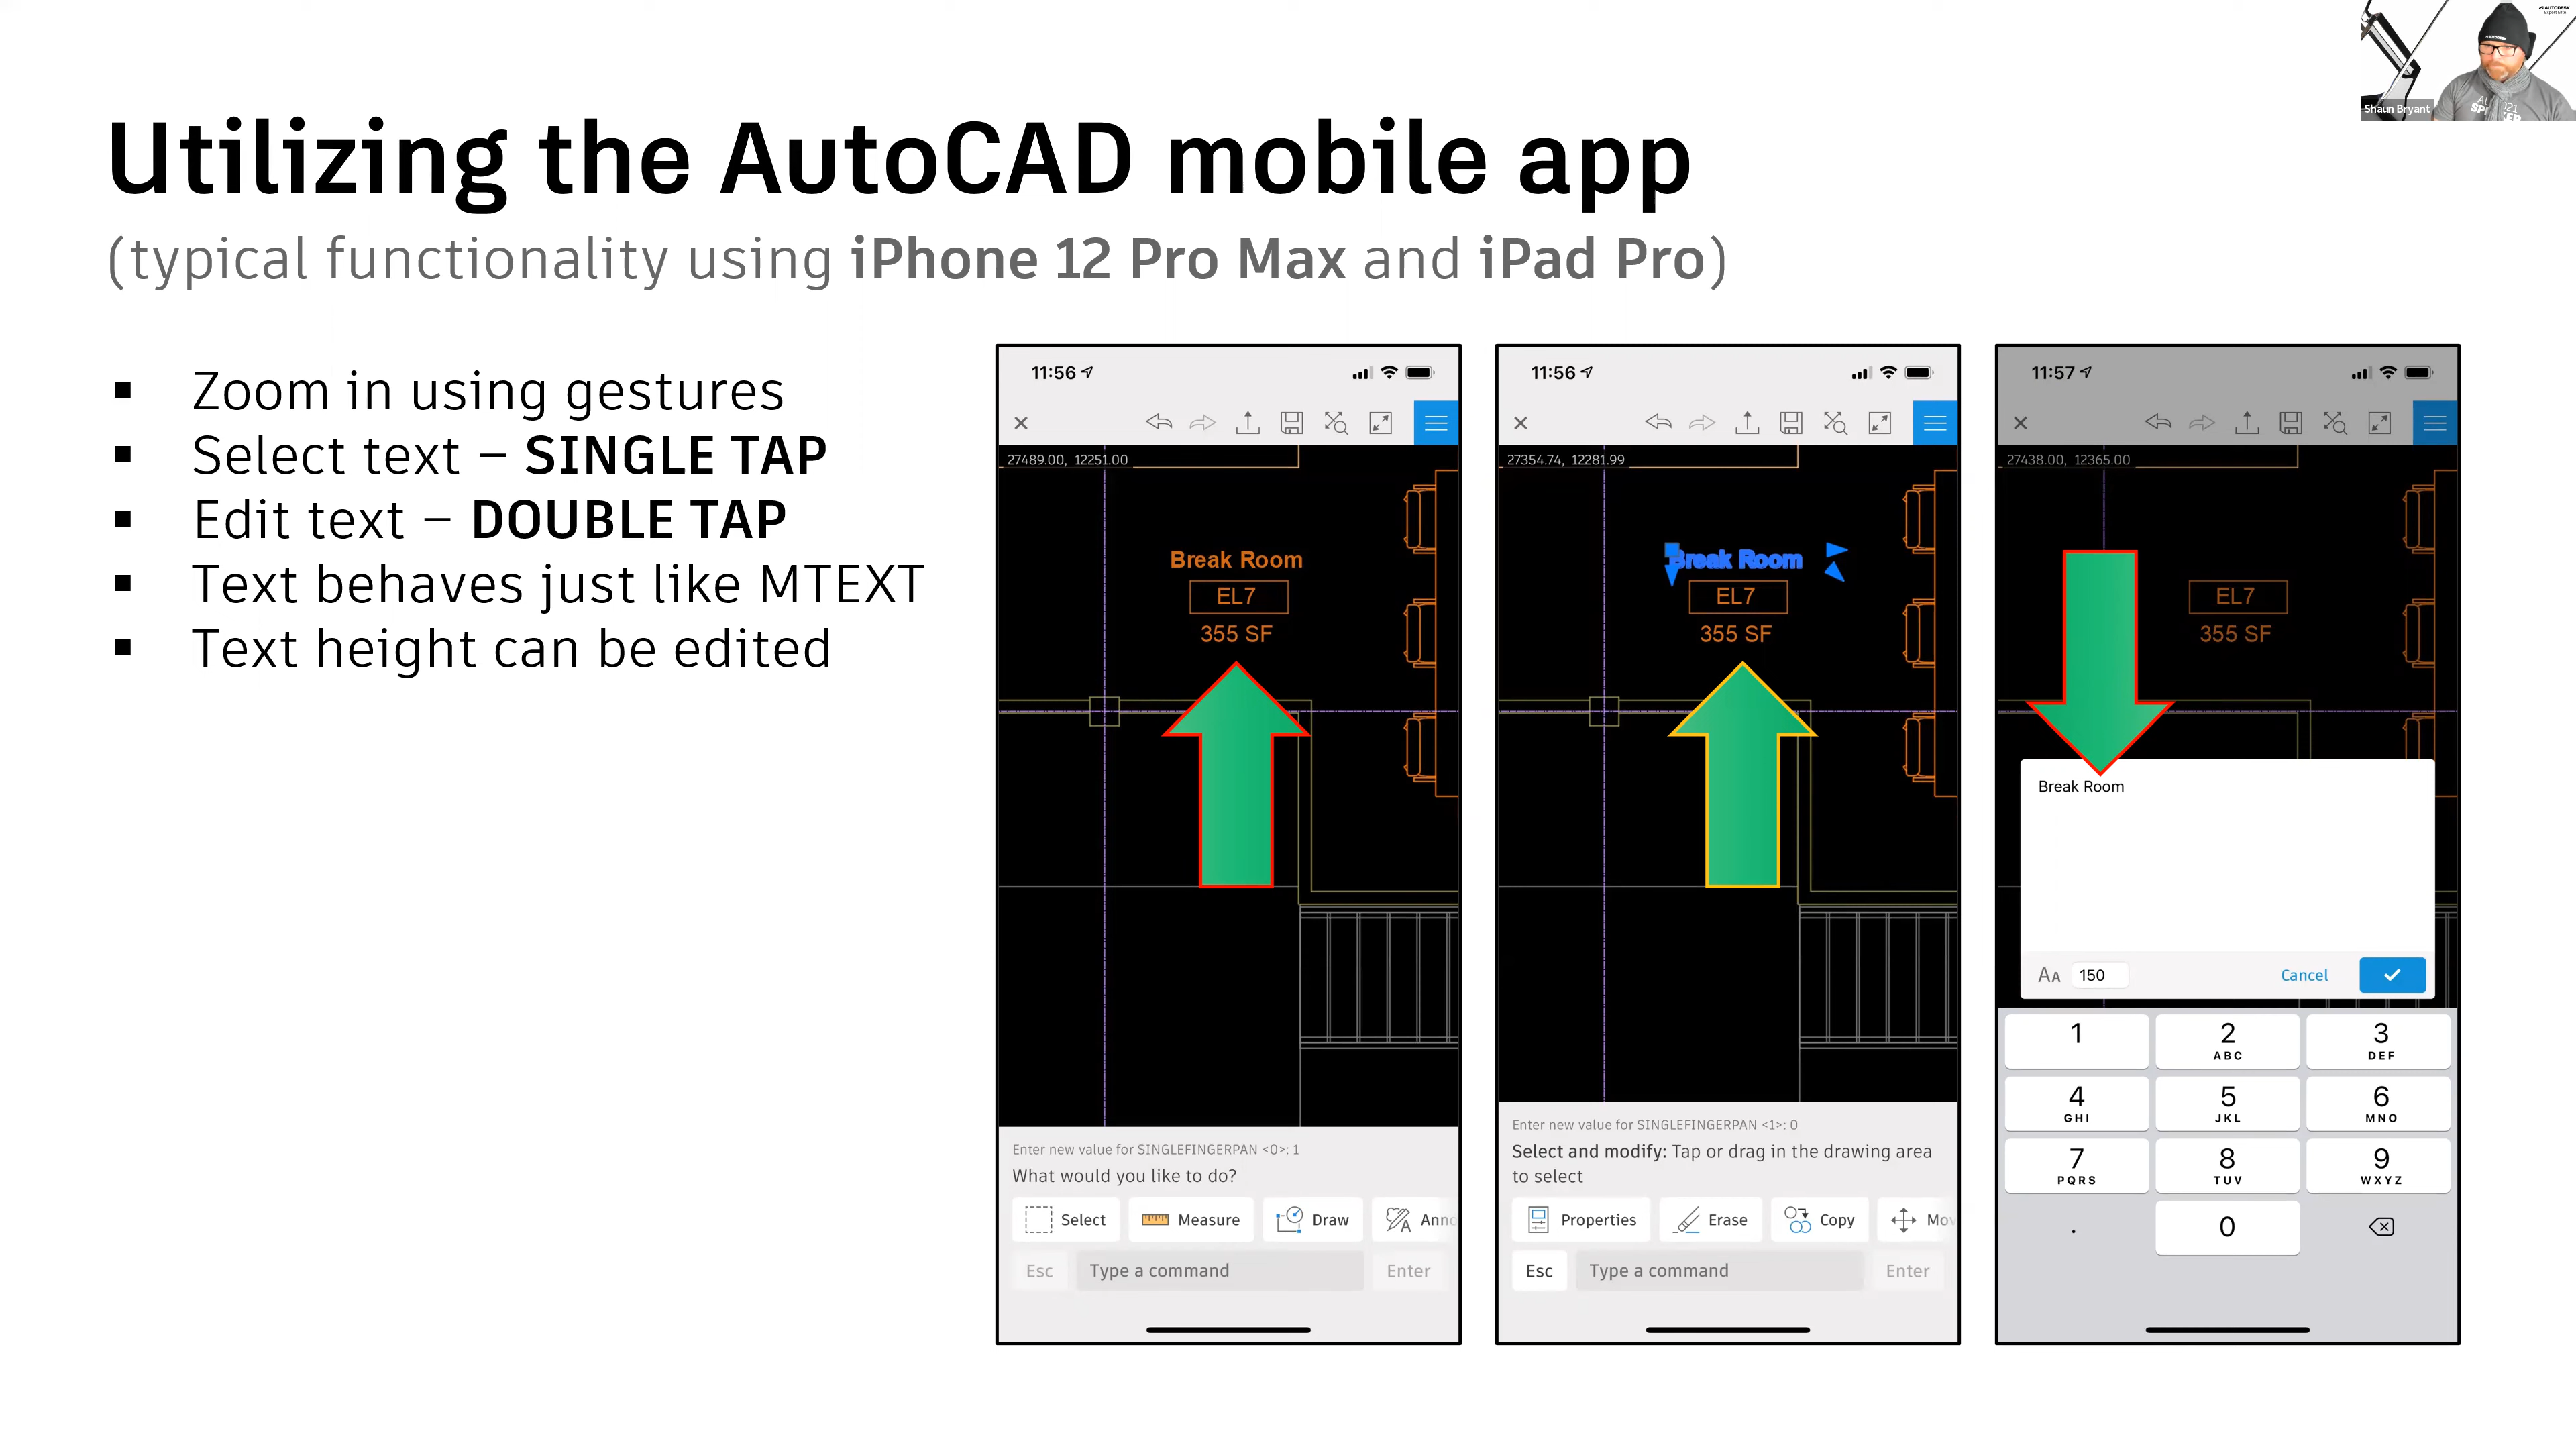 AUTODESK
Expert Elite
Shaun Bryant
Utilizing the AutoCAD mobile app
(typical functionality using iPhone 12 Pro Max and iPad Pro)
▪ Zoom in using gestures
▪ Select text – SINGLE TAP
▪ Edit text – DOUBLE TAP
▪ Text behaves just like MTEXT
▪ Text height can be edited
11:56
27489.00, 12251.00
Break Room
EL7
355 SF
Enter new value for SINGLEFINGERPAN <0>: 1
What would you like to do?
Select Measure Draw Anno
Esc Type a command Enter
11:56
27354.74, 12281.99
Break Room
EL7
355 SF
Enter new value for SINGLEFINGERPAN <1>: 0
Select and modify: Tap or drag in the drawing area
to select
Properties Erase Copy Mov
Esc Type a command Enter
11:57
27438.00, 12365.00
EL7
355 SF
Break Room
AA 150 Cancel
1 2 3
ABC DEF
4 5 6
GHI JKL MNO
7 8 9
PQRS TUV WXYZ
. 0